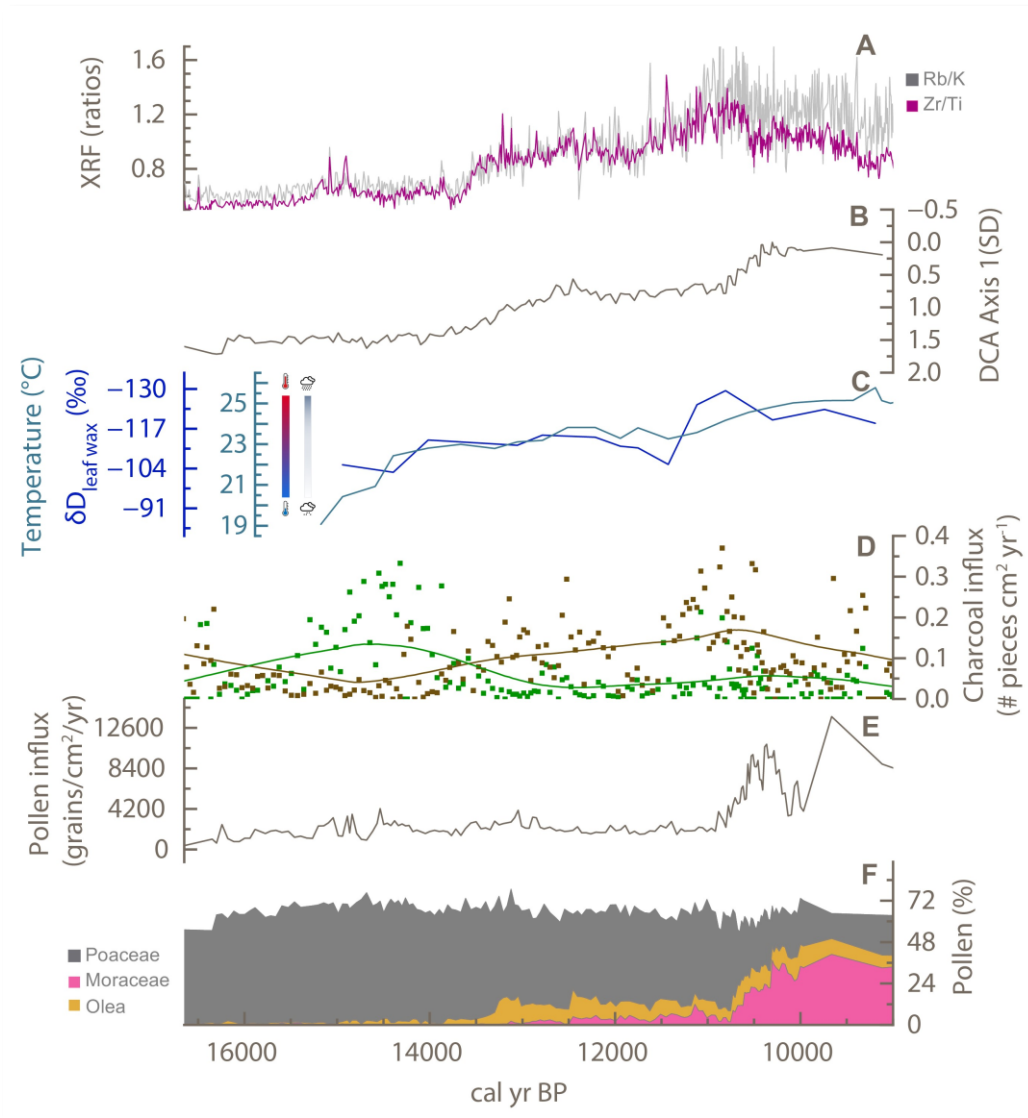 A
1.6
1.2
0.8
XRF (ratios)
Rb/K
Zr/Ti
B
−0.5
0.0
0.5
1.0
1.5
2.0
DCA Axis 1(SD)
C
Temperature (°C)
δD leaf wax (‰)
−130
−117
−104
−91
25
23
21
19
D
0.4
0.3
0.2
0.1
0.0
Charcoal influx
(# pieces cm² yr⁻¹)
E
12600
8400
4200
0
Pollen influx
(grains/cm²/yr)
F
72
48
24
0
Pollen (%)
Poaceae
Moraceae
Olea
16000 14000 12000 10000
cal yr BP